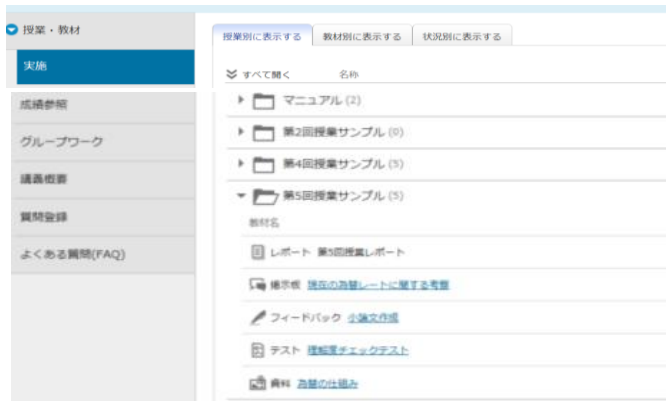 授業・教材
実施
成績参照
グループワーク
講義概要
質問登録
よくある質問(FAQ)
授業別に表示する 教材別に表示する 状況別に表示する
すべて開く 名称
マニュアル (2)
第2回授業サンプル (0)
第4回授業サンプル (5)
第5回授業サンプル (5)
教材名
レポート 第5回授業レポート
掲示板 現在の為替レートに関する考察
フィードバック 小論文作成
テスト 理解度チェックテスト
資料 為替の仕組み